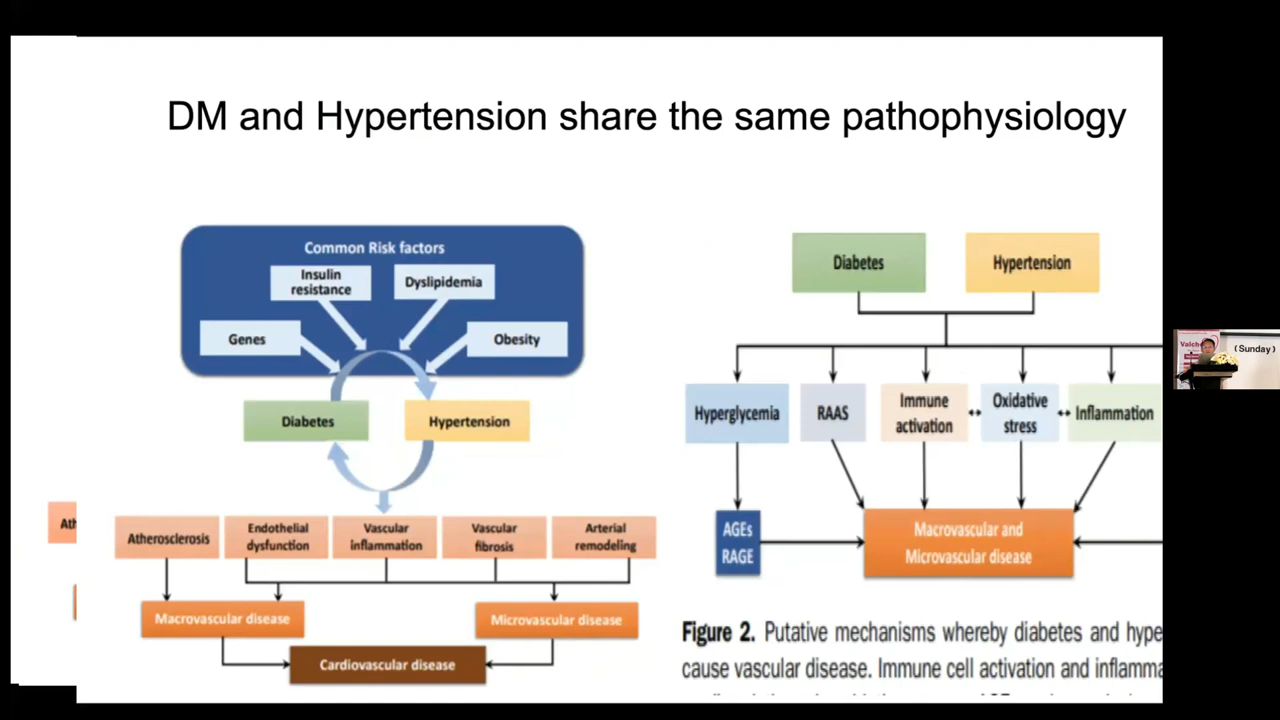 DM and Hypertension share the same pathophysiology
Common Risk factors
Insulin
resistance
Dyslipidemia
Genes
Obesity
Diabetes
Hypertension
Atherosclerosis
Endothelial
dysfunction
Vascular
inflammation
Vascular
fibrosis
Arterial
remodeling
Macrovascular disease
Microvascular disease
Cardiovascular disease
Diabetes
Hypertension
Hyperglycemia
RAAS
Immune
activation
Oxidative
stress
Inflammation
AGEs
RAGE
Macrovascular and
Microvascular disease
Figure 2. Putative mechanisms whereby diabetes and hype
cause vascular disease. Immune cell activation and inflamma
Ath
(Sunday)